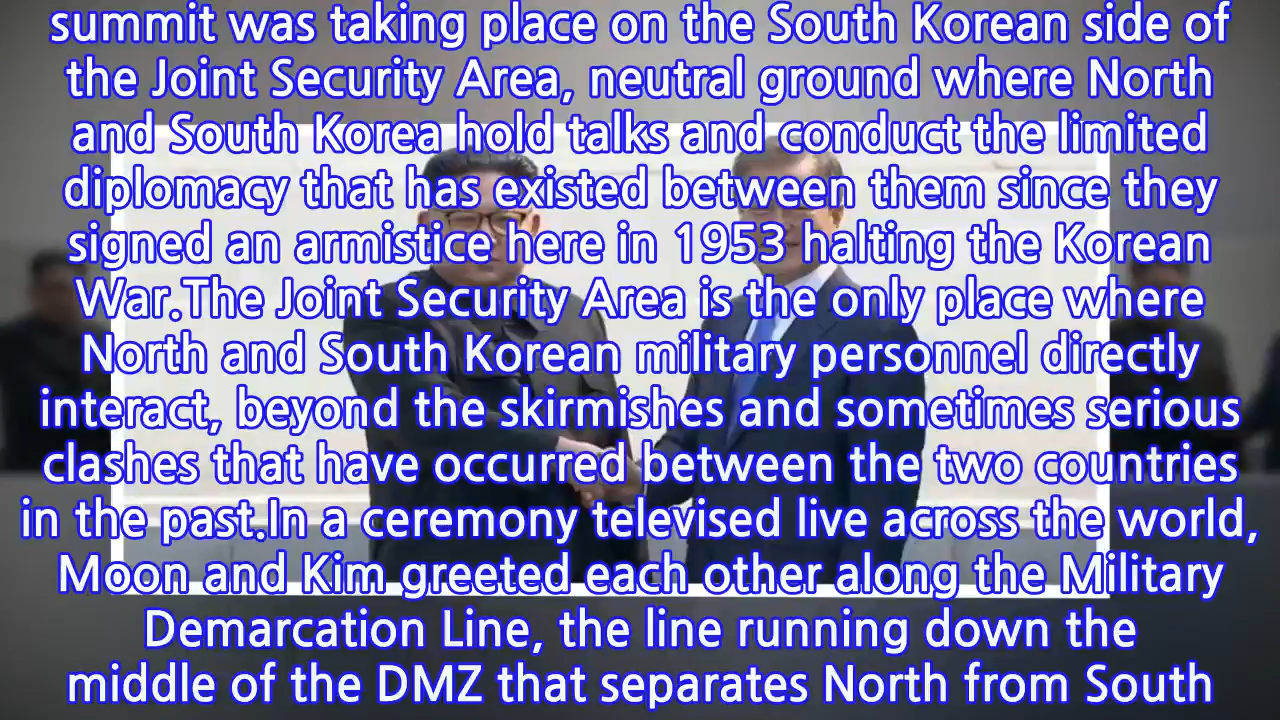 summit was taking place on the South Korean side of
the Joint Security Area, neutral ground where North
and South Korea hold talks and conduct the limited
diplomacy that has existed between them since they
signed an armistice here in 1953 halting the Korean
War.The Joint Security Area is the only place where
North and South Korean military personnel directly
interact, beyond the skirmishes and sometimes serious
clashes that have occurred between the two countries
in the past.In a ceremony televised live across the world,
Moon and Kim greeted each other along the Military
Demarcation Line, the line running down the
middle of the DMZ that separates North from South